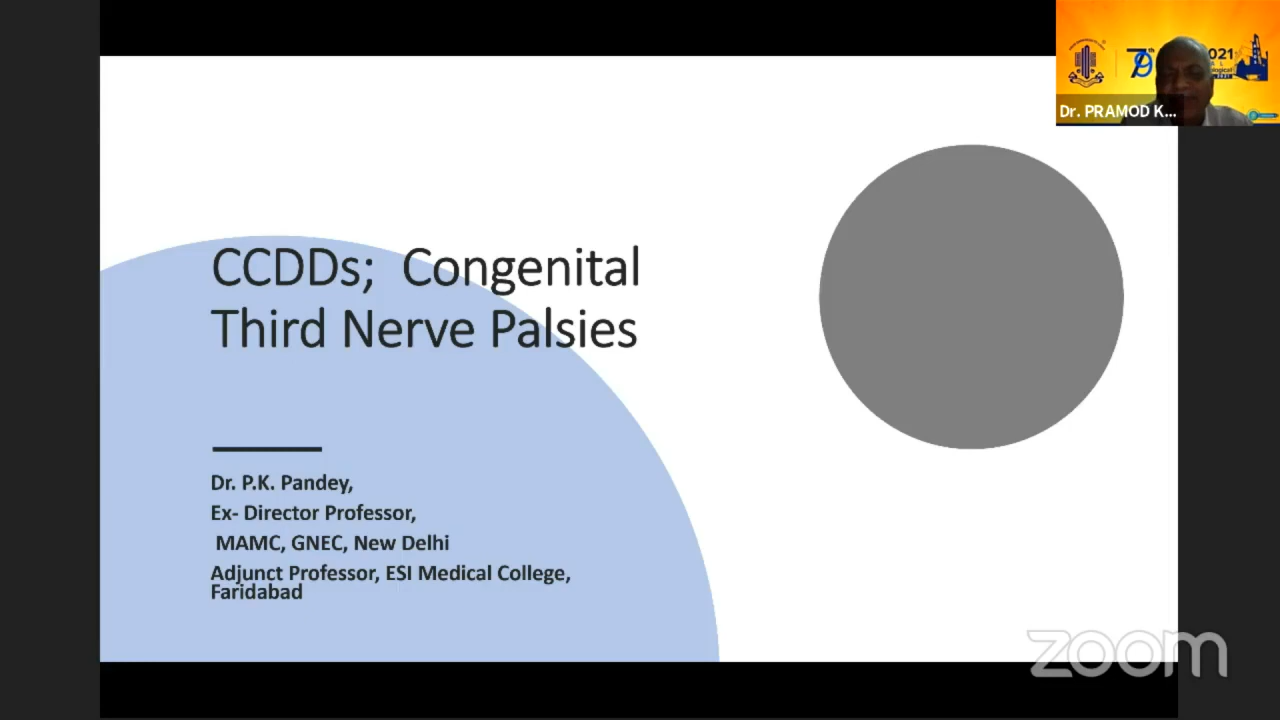 CCDDs; Congenital
Third Nerve Palsies
Dr. P.K. Pandey,
Ex- Director Professor,
MAMC, GNEC, New Delhi
Adjunct Professor, ESI Medical College,
Faridabad
Dr. PRAMOD K...
zoom